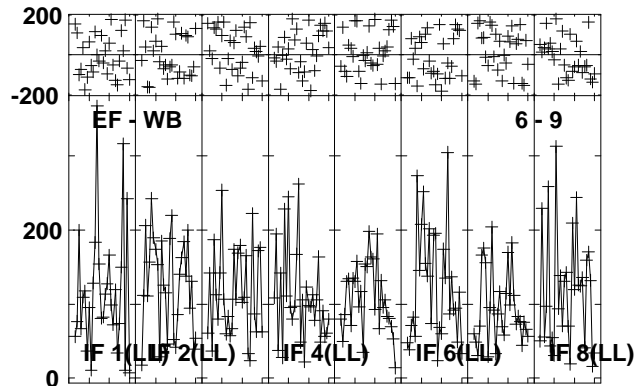 200
-200
EF - WB 6 - 9
200
0
IF 1(LL) IF 2(LL) IF 4(LL) IF 6(LL) IF 8(LL)